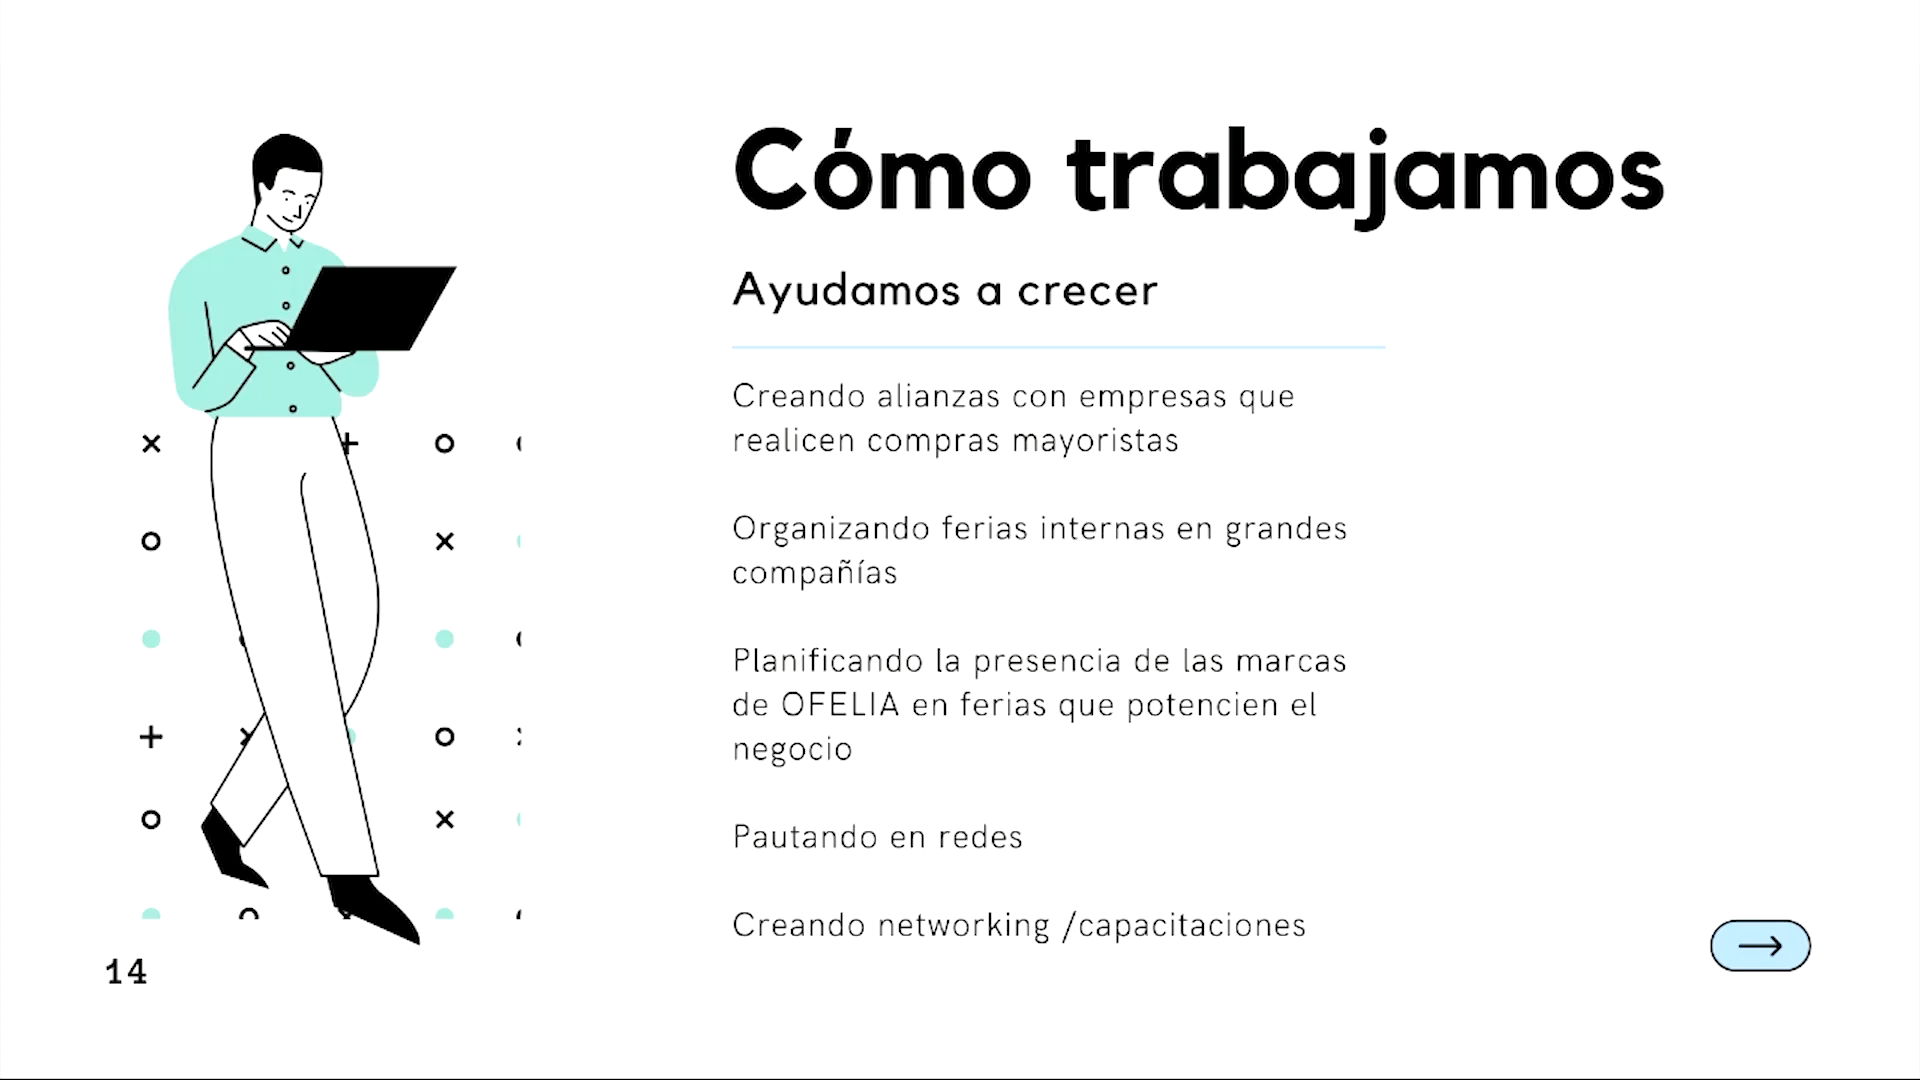 Cómo trabajamos
Ayudamos a crecer
Creando alianzas con empresas que
realicen compras mayoristas
Organizando ferias internas en grandes
compañías
Planificando la presencia de las marcas
de OFELIA en ferias que potencien el
negocio
Pautando en redes
Creando networking /capacitaciones
14